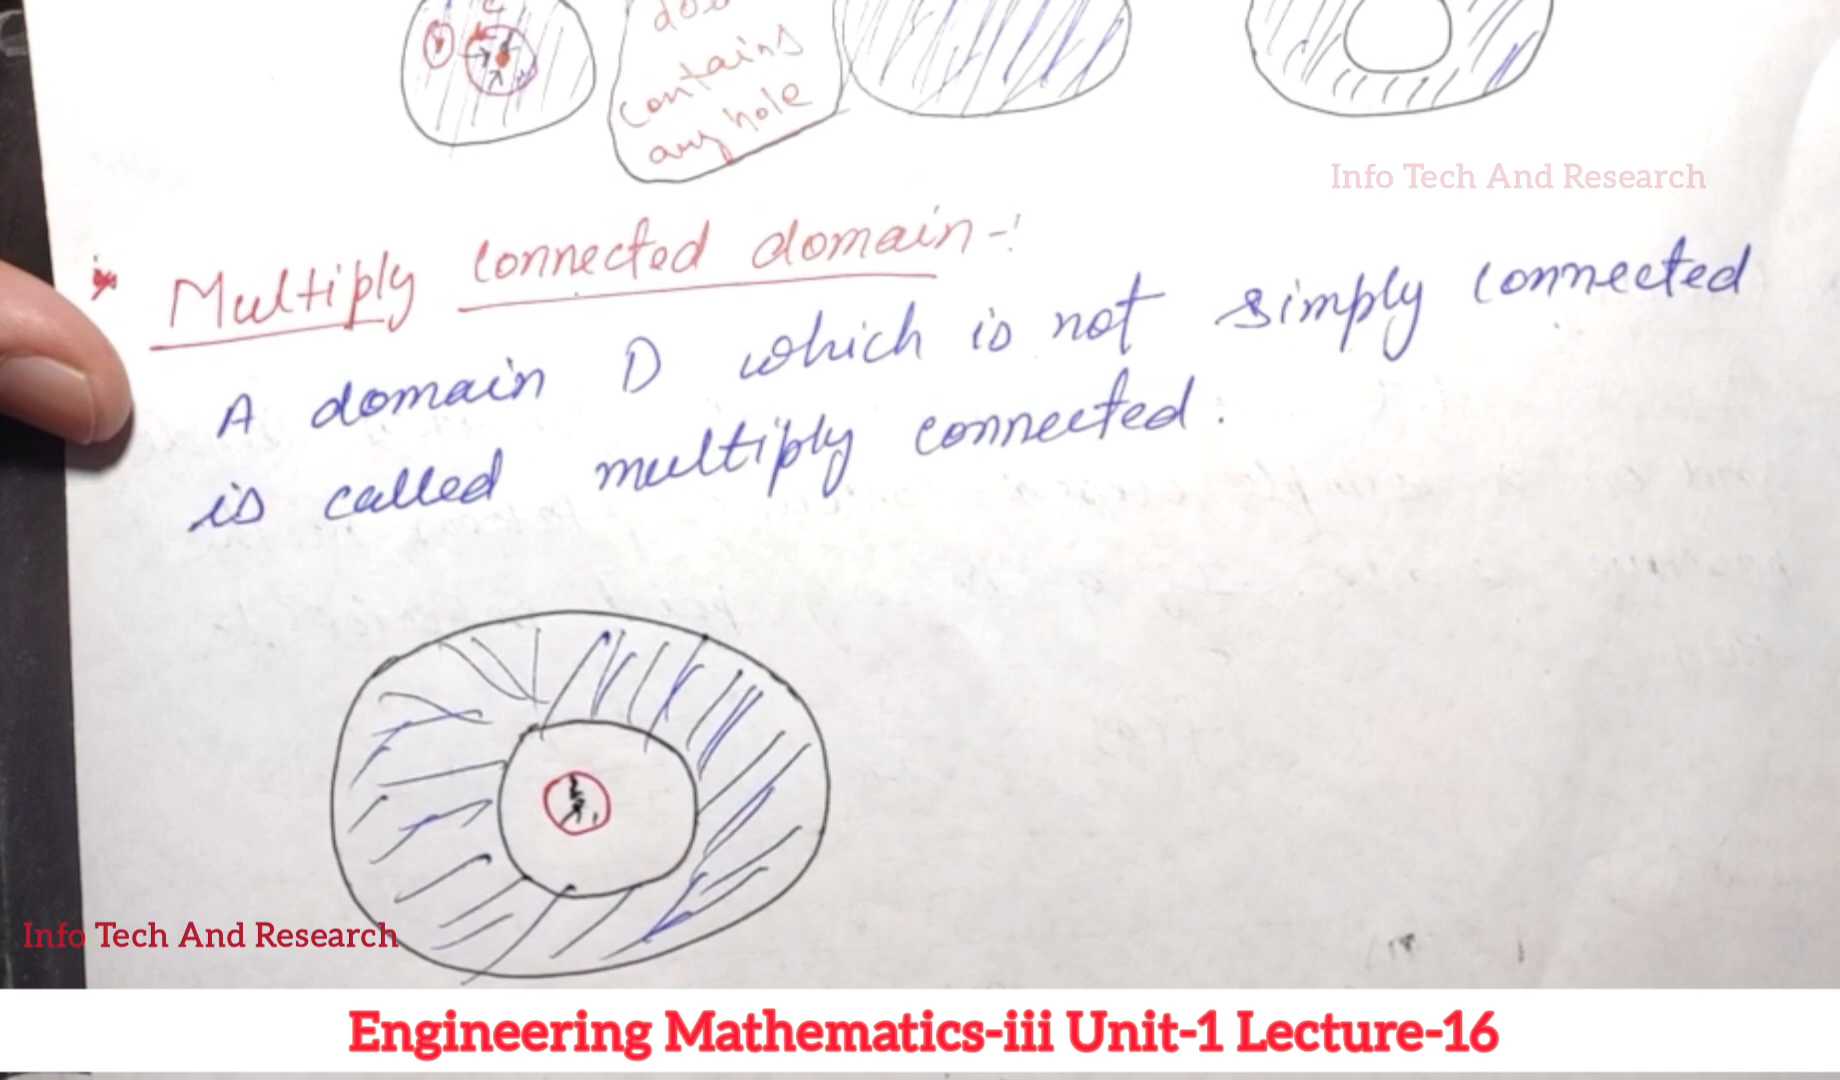 contains
any hole
Info Tech And Research
Multiply connected domain -:
A domain D which is not simply connected
is called multiply connected.
Info Tech And Research
Engineering Mathematics-iii Unit-1 Lecture-16